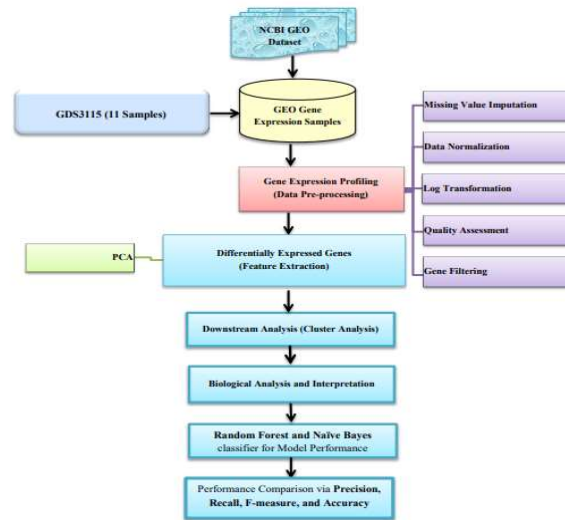 NCBI GEO
Dataset
GDS3115 (11 Samples)
GEO Gene
Expression Samples
Missing Value Imputation
Data Normalization
Log Transformation
Quality Assessment
Gene Filtering
Gene Expression Profiling
(Data Pre-processing)
PCA
Differentially Expressed Genes
(Feature Extraction)
Downstream Analysis (Cluster Analysis)
Biological Analysis and Interpretation
Random Forest and Naïve Bayes
classifier for Model Performance
Performance Comparison via Precision,
Recall, F-measure, and Accuracy